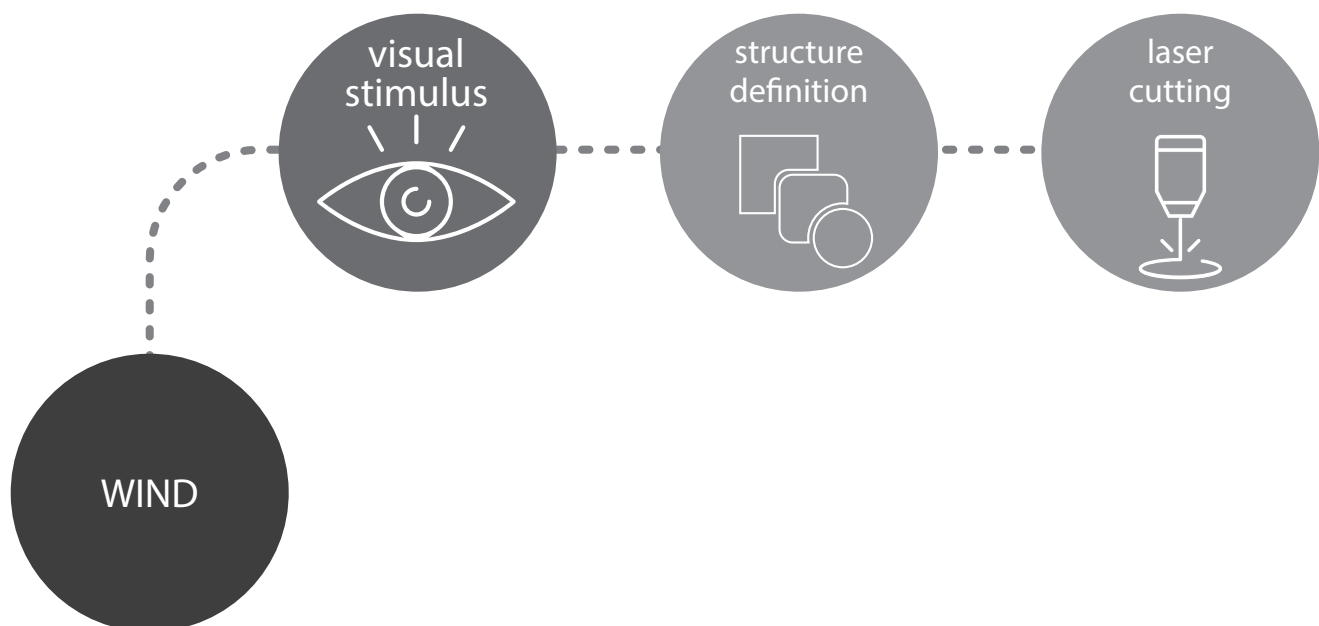 visual
stimulus
structure
definition
laser
cutting
WIND